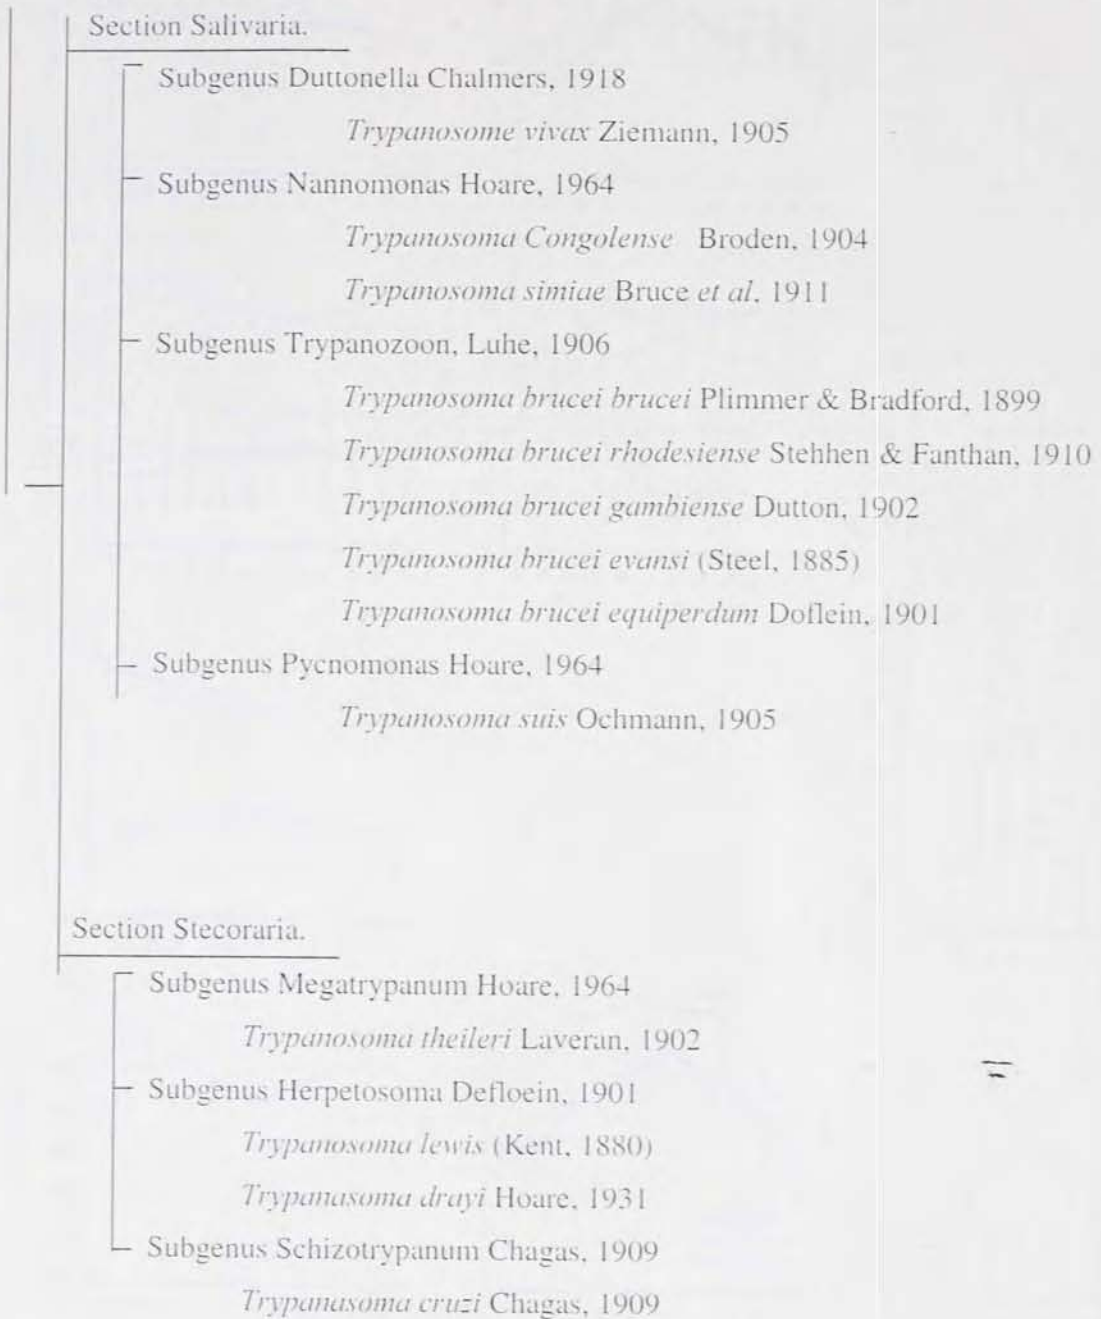 Section Salivaria.
Subgenus Duttonella Chalmers, 1918
Trypanosome vivax Ziemann, 1905
Subgenus Nannomonas Hoare, 1964
Trypanosoma Congolense Broden, 1904
Trypanosoma simiae Bruce et al, 1911
Subgenus Trypanozoon, Luhe, 1906
Trypanosoma brucei brucei Plimmer & Bradford, 1899
Trypanosoma brucei rhodesiense Stehhen & Fanthan, 1910
Trypanosoma brucei gambiense Dutton, 1902
Trypanosoma brucei evansi (Steel, 1885)
Trypanosoma brucei equiperdum Doflein, 1901
Subgenus Pycnomonas Hoare, 1964
Trypanosoma suis Ochmann, 1905
Section Stecoraria.
Subgenus Megatrypanum Hoare, 1964
Trypanosoma theileri Laveran, 1902
Subgenus Herpetosoma Defloein, 1901
Trypanosoma lewis (Kent, 1880)
Trypanasoma drayi Hoare, 1931
Subgenus Schizotrypanum Chagas, 1909
Trypanasoma cruzi Chagas, 1909